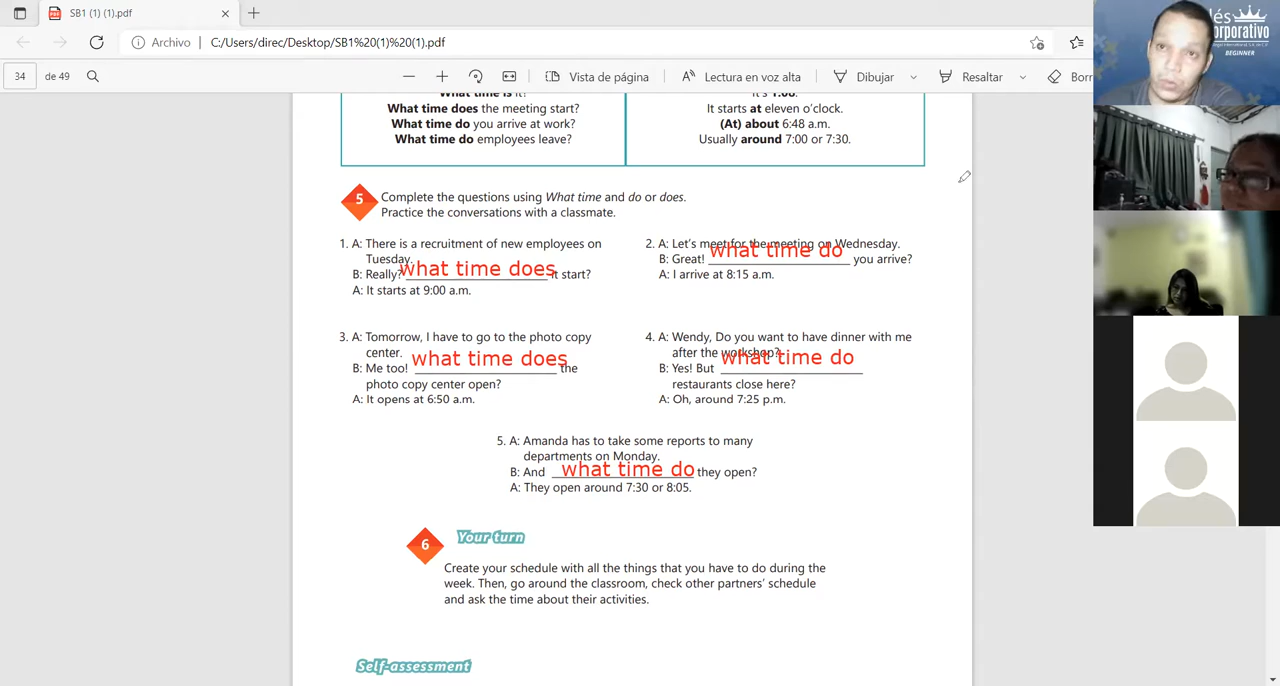 SB1 (1) (1).pdf
Archivo
C:/Users/direc/Desktop/SB1%20(1)%20(1).pdf
34
de 49
Vista de página
Lectura en voz alta
Dibujar
Resaltar
Borr
What time is it?
It's 1:00.
What time does the meeting start?
It starts at eleven o'clock.
What time do you arrive at work?
(At) about 6:48 a.m.
What time do employees leave?
Usually around 7:00 or 7:30.
5
Complete the questions using What time and do or does.
Practice the conversations with a classmate.
1. A: There is a recruitment of new employees on
Tuesday.
B: Really? what time does it start?
A: It starts at 9:00 a.m.
2. A: Let's meet for the meeting on Wednesday.
B: Great! what time do you arrive?
A: I arrive at 8:15 a.m.
3. A: Tomorrow, I have to go to the photo copy
center.
B: Me too! what time does the
photo copy center open?
A: It opens at 6:50 a.m.
4. A: Wendy, Do you want to have dinner with me
after the workshop?
B: Yes! But what time do
restaurants close here?
A: Oh, around 7:25 p.m.
5. A: Amanda has to take some reports to many
departments on Monday.
B: And what time do they open?
A: They open around 7:30 or 8:05.
6
Your turn
Create your schedule with all the things that you have to do during the
week. Then, go around the classroom, check other partners' schedule
and ask the time about their activities.
Self-assessment
lés
orporativo
BEGINNER